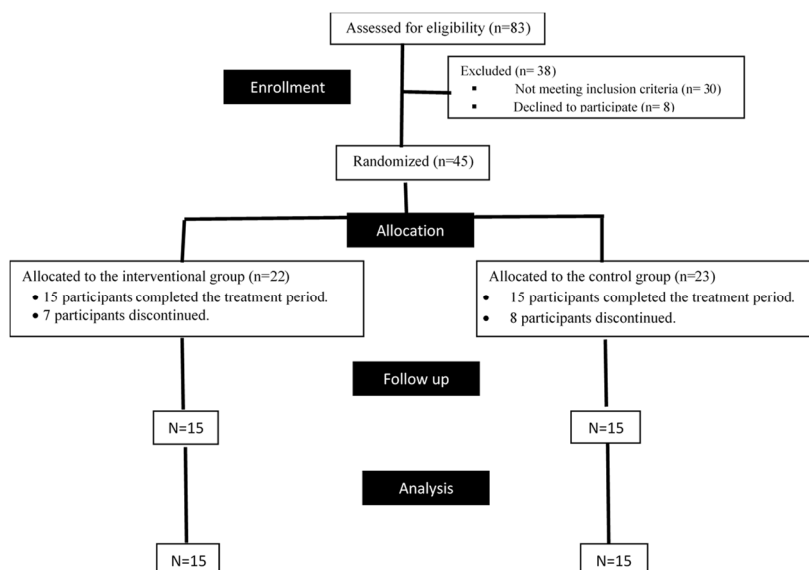 Assessed for eligibility (n=83)
Enrollment
Excluded (n= 38)
▪ Not meeting inclusion criteria (n= 30)
▪ Declined to participate (n= 8)
Randomized (n=45)
Allocation
Allocated to the interventional group (n=22)
• 15 participants completed the treatment period.
• 7 participants discontinued.
Allocated to the control group (n=23)
• 15 participants completed the treatment period.
• 8 participants discontinued.
Follow up
N=15
N=15
Analysis
N=15
N=15